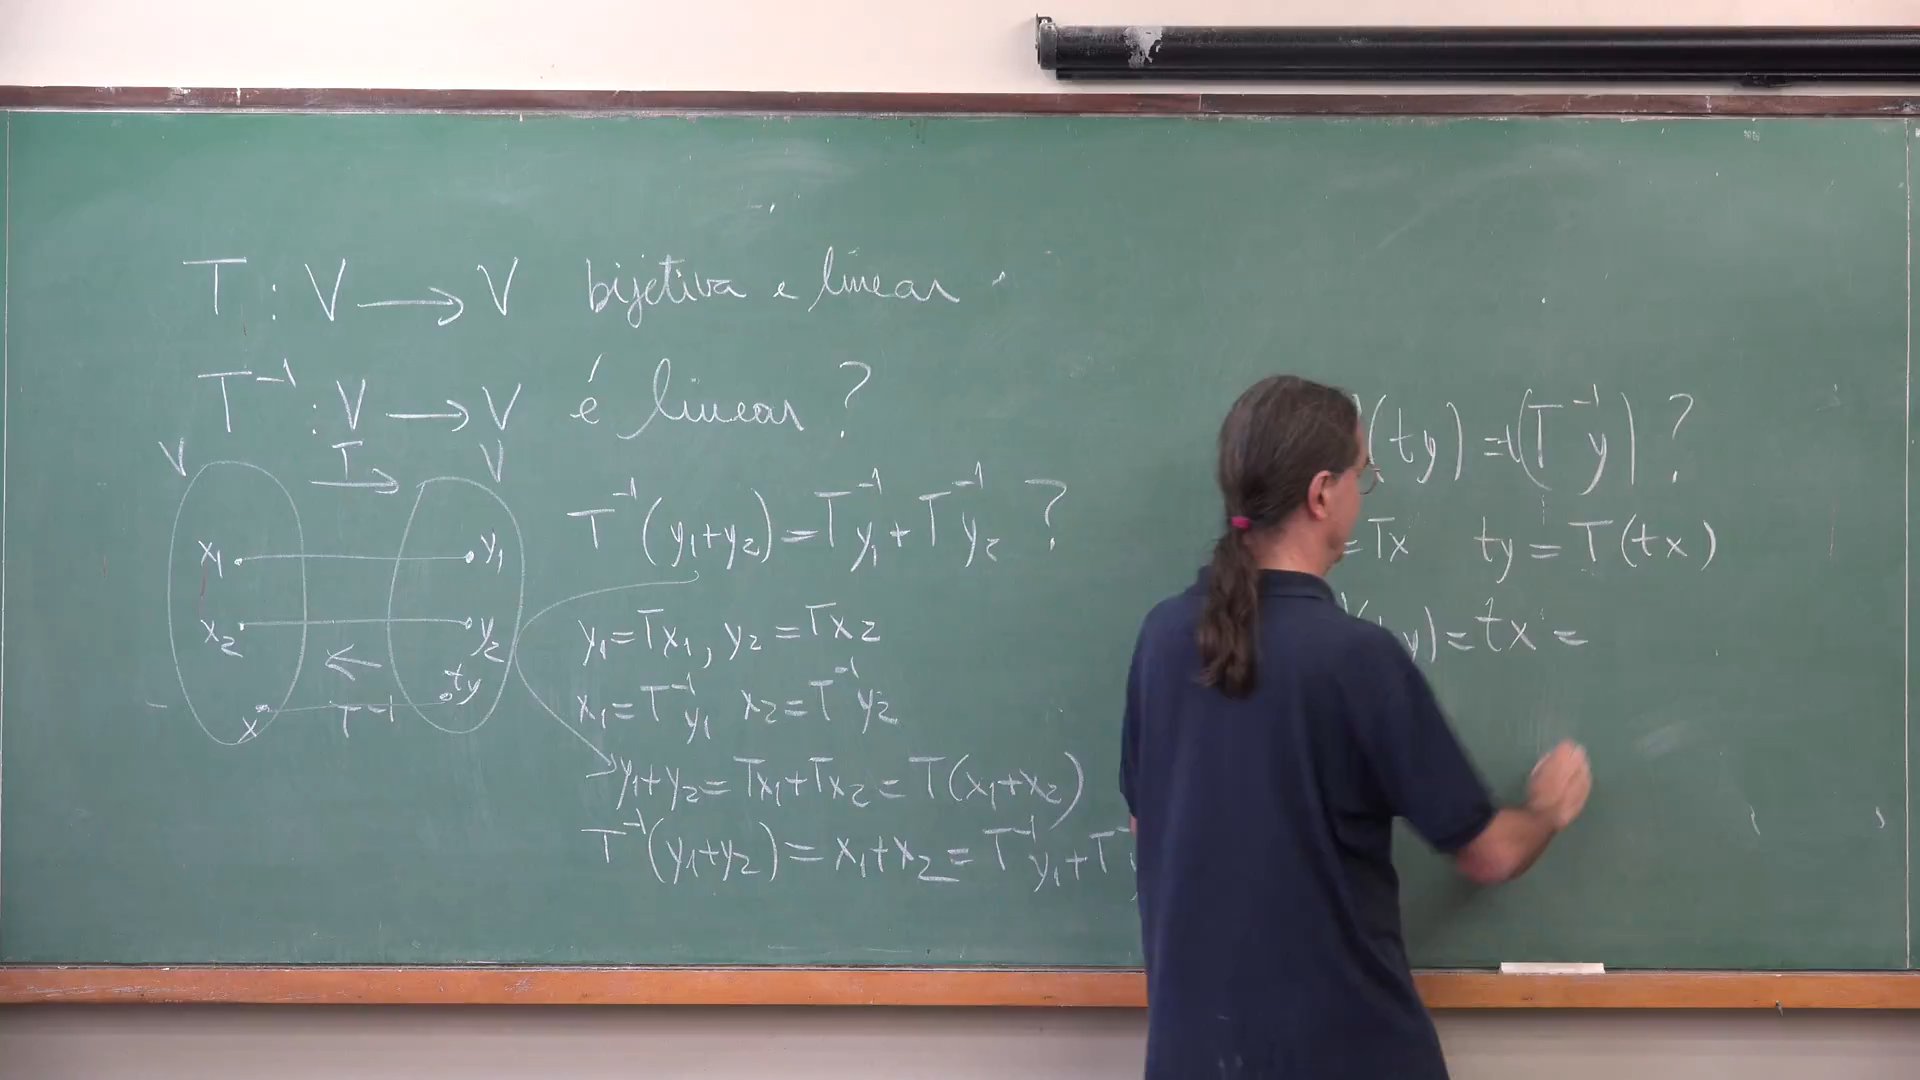 T : V → V bijetiva e linear
T⁻¹ : V → V é linear ?
V T → V
x₁ y₁
x₂ y₂
← ty
x T⁻¹
T⁻¹(y₁+y₂) = T⁻¹y₁ + T⁻¹y₂ ?
y₁ = Tx₁, y₂ = Tx₂
x₁ = T⁻¹y₁ x₂ = T⁻¹y₂
y₁+y₂ = Tx₁+Tx₂ = T(x₁+x₂)
T⁻¹(y₁+y₂) = x₁+x₂ = T⁻¹y₁ + T⁻
(ty) = t(T⁻¹y) ?
= Tx ty = T(tx)
y) = tx =